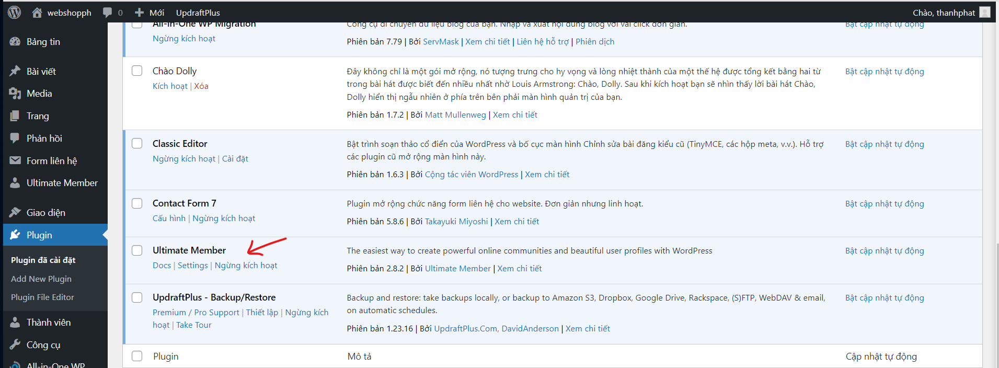 webshopph 0 Mới UpdraftPlus Chào, thanhphat
Bảng tin
Bài viết
Media
Trang
Phản hồi
Form liên hệ
Ultimate Member
Giao diện
Plugin
Plugin đã cài đặt
Add New Plugin
Plugin File Editor
Thành viên
Công cụ
All-in-One WP
All-in-One WP Migration
Ngừng kích hoạt
Công cụ di chuyển dữ liệu blog của bạn. Nhập và xuất nội dung blog với vài click đơn giản.
Phiên bản 7.79 | Bởi ServMask | Xem chi tiết | Liên hệ hỗ trợ | Phiên dịch
Bật cập nhật tự động
Chào Dolly
Kích hoạt | Xóa
Đây không chỉ là một gói mở rộng, nó tượng trưng cho hy vọng và lòng nhiệt thành của một thế hệ được tổng kết bằng hai từ
trong bài hát được biết đến nhiều nhất nhờ Louis Armstrong: Chào, Dolly. Sau khi kích hoạt bạn sẽ nhìn thấy lời bài hát Chào,
Dolly hiển thị ngẫu nhiên ở phía trên bên phải màn hình quản trị của bạn.
Phiên bản 1.7.2 | Bởi Matt Mullenweg | Xem chi tiết
Bật cập nhật tự động
Classic Editor
Ngừng kích hoạt | Cài đặt
Bật trình soạn thảo cổ điển của WordPress và bố cục màn hình Chỉnh sửa bài đăng kiểu cũ (TinyMCE, các hộp meta, v.v.). Hỗ trợ
các plugin cũ mở rộng màn hình này.
Phiên bản 1.6.3 | Bởi Cộng tác viên WordPress | Xem chi tiết
Bật cập nhật tự động
Contact Form 7
Cấu hình | Ngừng kích hoạt
Plugin mở rộng chức năng form liên hệ cho website. Đơn giản nhưng linh hoạt.
Phiên bản 5.8.6 | Bởi Takayuki Miyoshi | Xem chi tiết
Bật cập nhật tự động
Ultimate Member
Docs | Settings | Ngừng kích hoạt
The easiest way to create powerful online communities and beautiful user profiles with WordPress
Phiên bản 2.8.2 | Bởi Ultimate Member | Xem chi tiết
Bật cập nhật tự động
UpdraftPlus - Backup/Restore
Premium / Pro Support | Thiết lập | Ngừng kích
hoạt | Take Tour
Backup and restore: take backups locally, or backup to Amazon S3, Dropbox, Google Drive, Rackspace, (S)FTP, WebDAV & email,
on automatic schedules.
Phiên bản 1.23.16 | Bởi UpdraftPlus.Com, DavidAnderson | Xem chi tiết
Bật cập nhật tự động
Plugin Mô tả Cập nhật tự động